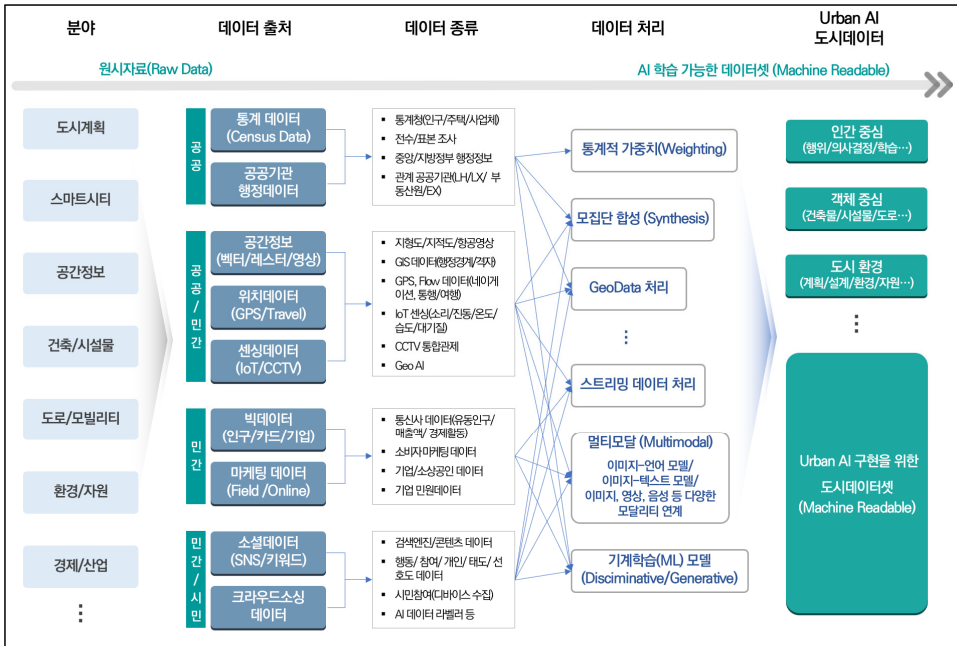 분야
데이터 출처
데이터 종류
데이터 처리
Urban AI
도시데이터
원시자료(Raw Data)
AI 학습 가능한 데이터셋 (Machine Readable)
도시계획
스마트시티
공간정보
건축/시설물
도로/모빌리티
환경/자원
경제/산업
⋮
공공
통계 데이터
(Census Data)
공공기관
행정데이터
공공/민간
공간정보
(벡터/레스터/영상)
위치데이터
(GPS/Travel)
센싱데이터
(IoT/CCTV)
민간
빅데이터
(인구/카드/기업)
마케팅 데이터
(Field /Online)
민간/시민
소셜데이터
(SNS/키워드)
크라우드소싱
데이터
▪ 통계청(인구/주택/사업체)
▪ 전수/표본 조사
▪ 중앙/지방정부 행정정보
▪ 관계 공공기관(LH/LX/ 부
동산원/EX)
▪ 지형도/지적도/항공영상
▪ GIS 데이터(행정경계/격자)
▪ GPS, Flow 데이터(네이게
이션, 통행/여행)
▪ IoT 센싱(소리/진동/온도/
습도/대기질)
▪ CCTV 통합관제
▪ Geo AI
▪ 통신사 데이터(유동인구/
매출액/ 경제활동)
▪ 소비자 마케팅 데이터
▪ 기업/소상공인 데이터
▪ 기업 민원데이터
▪ 검색엔진/콘텐츠 데이터
▪ 행동/ 참여/ 개인/ 태도/ 선
호도 데이터
▪ 시민참여(디바이스 수집)
▪ AI 데이터 라벨러 등
통계적 가중치(Weighting)
모집단 합성 (Synthesis)
GeoData 처리
⋮
스트리밍 데이터 처리
멀티모달 (Multimodal)
이미지-언어 모델/
이미지-텍스트 모델/
이미지, 영상, 음성 등 다양한
모달리티 연계
기계학습(ML) 모델
(Disciminative/Generative)
인간 중심
(행위/의사결정/학습…)
객체 중심
(건축물/시설물/도로…)
도시 환경
(계획/설계/환경/자원…)
⋮
Urban AI 구현을 위한
도시데이터셋
(Machine Readable)